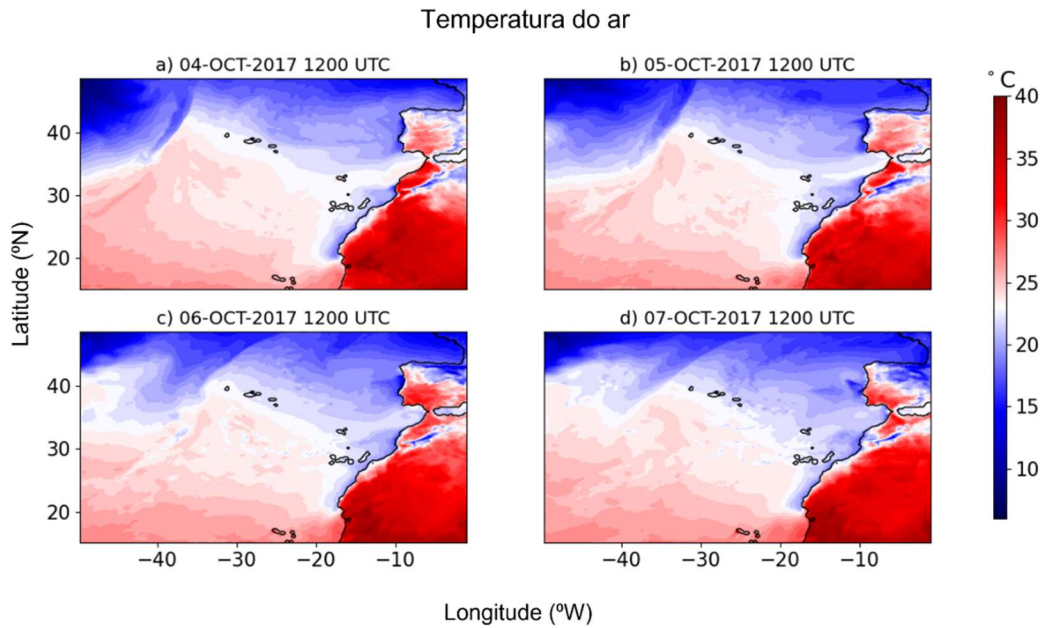 Temperatura do ar
a) 04-OCT-2017 1200 UTC
b) 05-OCT-2017 1200 UTC
°C
40
30
20
40
35
30
25
20
15
10
Latitude (ºN)
c) 06-OCT-2017 1200 UTC
d) 07-OCT-2017 1200 UTC
40
30
20
−40
−30
−20
−10
−40
−30
−20
−10
Longitude (ºW)